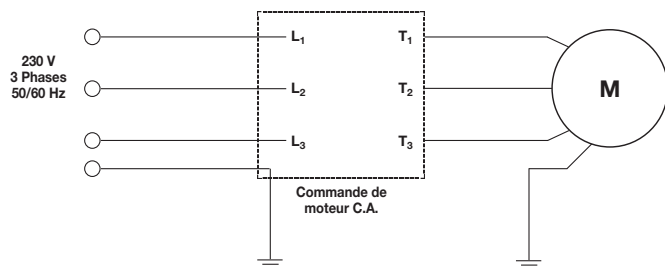 230 V
3 Phases
50/60 Hz
L₁
T₁
L₂
T₂
M
L₃
T₃
Commande de
moteur C.A.